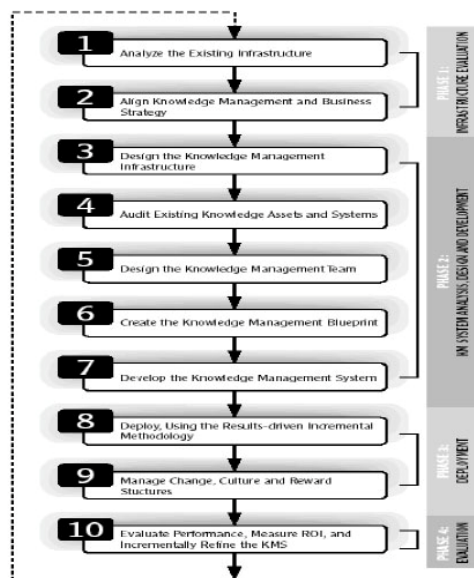 1
Analyze the Existing Infrastructure
2
Align Knowledge Management and Business
Strategy
PHASE 1:
INFRASTRUCTURE EVALUATION
3
Design the Knowledge Management
Infrastructure
4
Audit Existing Knowledge Assets and Systems
5
Design the Knowledge Management Team
6
Create the Knowledge Management Blueprint
7
Develop the Knowledge Management System
PHASE 2:
KM SYSTEM ANALYSIS, DESIGN AND DEVELOPMENT
8
Deploy, Using the Results-driven Incremental
Methodology
9
Manage Change, Culture and Reward
Stuctures
PHASE 3:
DEPLOYMENT
10
Evaluate Performance, Measure ROI, and
Incrementally Refine the KMS
PHASE 4:
EVALUATION